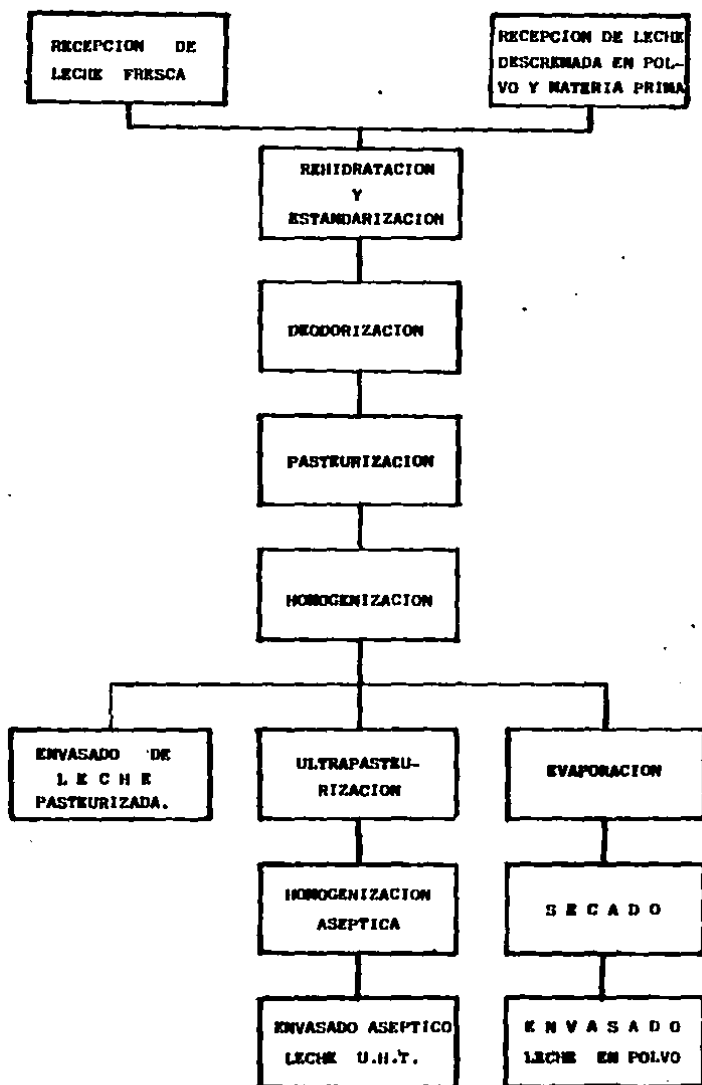 RECEPCION DE
LECHE FRESCA
RECEPCION DE LECHE
DESCREMADA EN POL-
VO Y MATERIA PRIMA
REHIDRATACION
Y
ESTANDARIZACION
DEODORIZACION
PASTEURIZACION
HOMOGENIZACION
ENVASADO DE
L E C H E
PASTEURIZADA.
ULTRAPASTEU-
RIZACION
EVAPORACION
HOMOGENIZACION
ASEPTICA
S E C A D O
ENVASADO ASEPTICO
LECHE U.H.T.
E N V A S A D O
LECHE EN POLVO